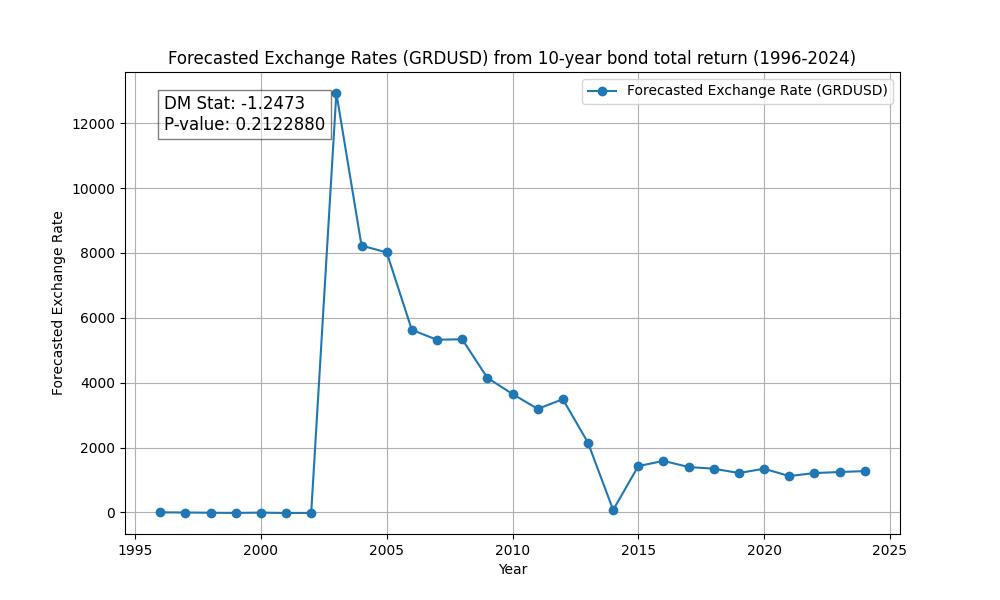 Forecasted Exchange Rates (GRDUSD) from 10-year bond total return (1996-2024)
DM Stat: -1.2473
P-value: 0.2122880
Forecasted Exchange Rate (GRDUSD)
Forecasted Exchange Rate
12000
10000
8000
6000
4000
2000
0
1995 2000 2005 2010 2015 2020 2025
Year